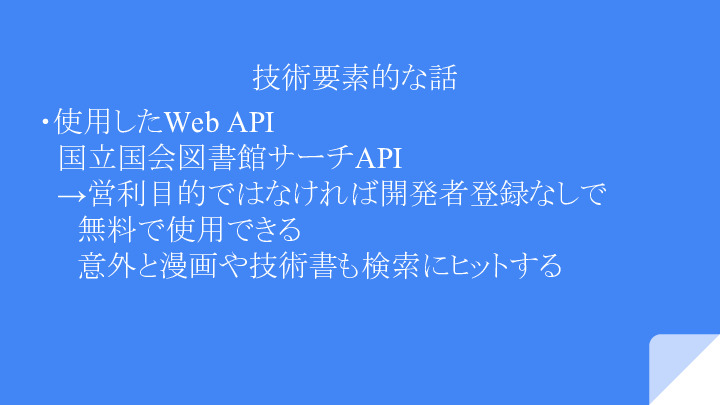 技術要素的な話
・使用したWeb API
国立国会図書館サーチAPI
→営利目的ではなければ開発者登録なしで
無料で使用できる
意外と漫画や技術書も検索にヒットする